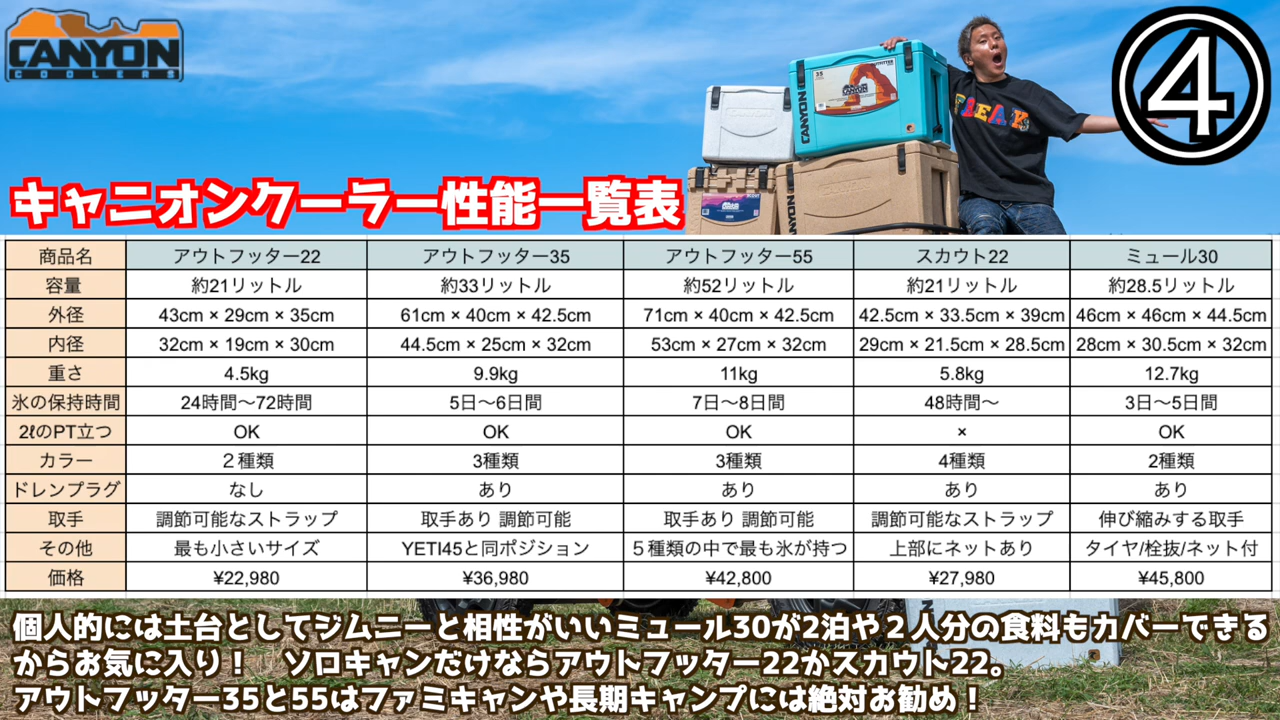 CANYON
COOLERS
④
35
OUTFITTER
CANYON
CANYON
FREAK
CANYON
キャニオンクーラー性能一覧表
商品名 アウトフッター22 アウトフッター35 アウトフッター55 スカウト22 ミュール30
容量 約21リットル 約33リットル 約52リットル 約21リットル 約28.5リットル
外径 43cm × 29cm × 35cm 61cm × 40cm × 42.5cm 71cm × 40cm × 42.5cm 42.5cm × 33.5cm × 39cm 46cm × 46cm × 44.5cm
内径 32cm × 19cm × 30cm 44.5cm × 25cm × 32cm 53cm × 27cm × 32cm 29cm × 21.5cm × 28.5cm 28cm × 30.5cm × 32cm
重さ 4.5kg 9.9kg 11kg 5.8kg 12.7kg
氷の保持時間 24時間〜72時間 5日〜6日間 7日〜8日間 48時間〜 3日〜5日間
2ℓのPT立つ OK OK OK × OK
カラー ２種類 3種類 3種類 4種類 2種類
ドレンプラグ なし あり あり あり あり
取手 調節可能なストラップ 取手あり 調節可能 取手あり 調節可能 調節可能なストラップ 伸び縮みする取手
その他 最も小さいサイズ YETI45と同ポジション ５種類の中で最も氷が持つ 上部にネットあり タイヤ/栓抜/ネット付
価格 ¥22,980 ¥36,980 ¥42,800 ¥27,980 ¥45,800
個人的には土台としてジムニーと相性がいいミュール30が2泊や２人分の食料もカバーできる
からお気に入り！　ソロキャンだけならアウトフッター22かスカウト22。
アウトフッター35と55はファミキャンや長期キャンプには絶対お勧め！